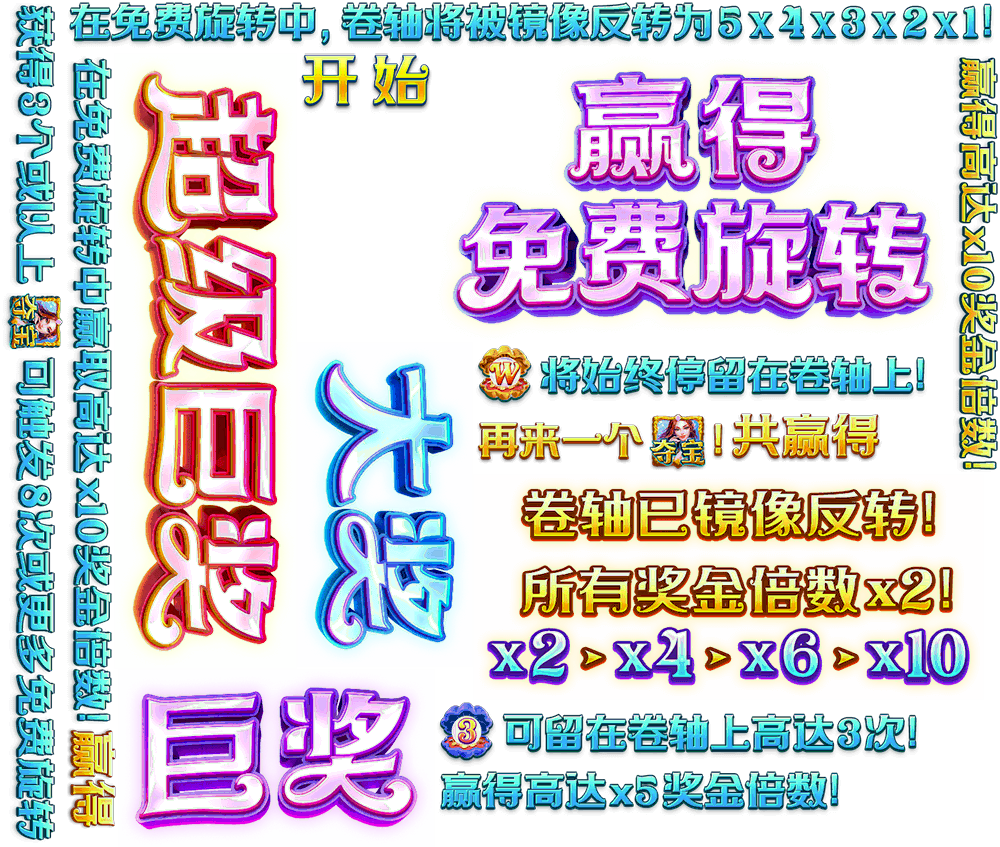 在免费旋转中，卷轴将被镜像反转为5x4x3x2x1!
获得3个或以上 夺宝 可触发8次或更多免费旋转
在免费旋转中赢取高达x10奖金倍数!
赢得
开始
超级巨奖
大奖
巨奖
赢得
免费旋转
赢得高达x10奖金倍数!
W 将始终停留在卷轴上!
再来一个 夺宝 ! 共赢得
卷轴已镜像反转!
所有奖金倍数x2!
x2 x4 x6 x10
3 可留在卷轴上高达3次!
赢得高达x5奖金倍数!